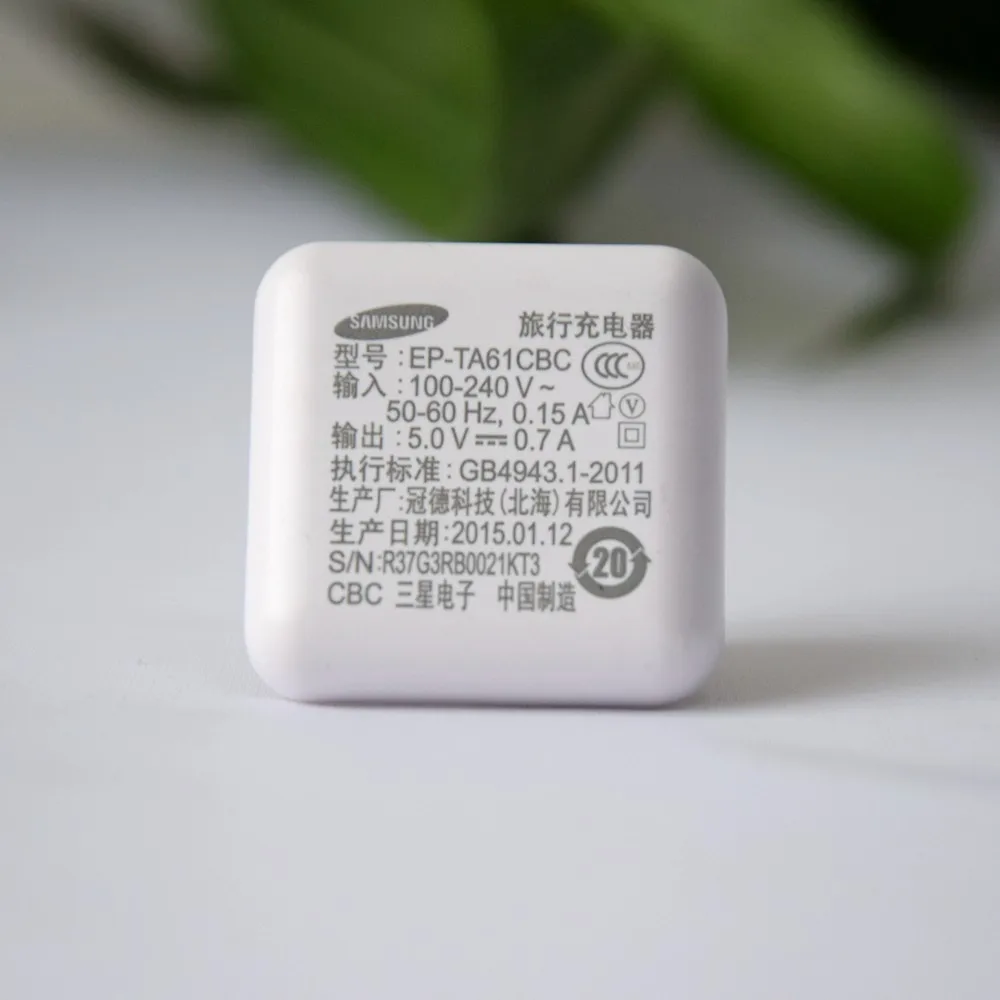 SAMSUNG 旅行充电器
型号：EP-TA61CBC
输入：100-240 V ~
50-60 Hz, 0.15 A
V
输出：5.0 V ⎓ 0.7 A
执行标准：GB4943.1-2011
生产厂：冠德科技(北海)有限公司
生产日期：2015.01.12
20
S/N:R37G3RB0021KT3
CBC 三星电子 中国制造